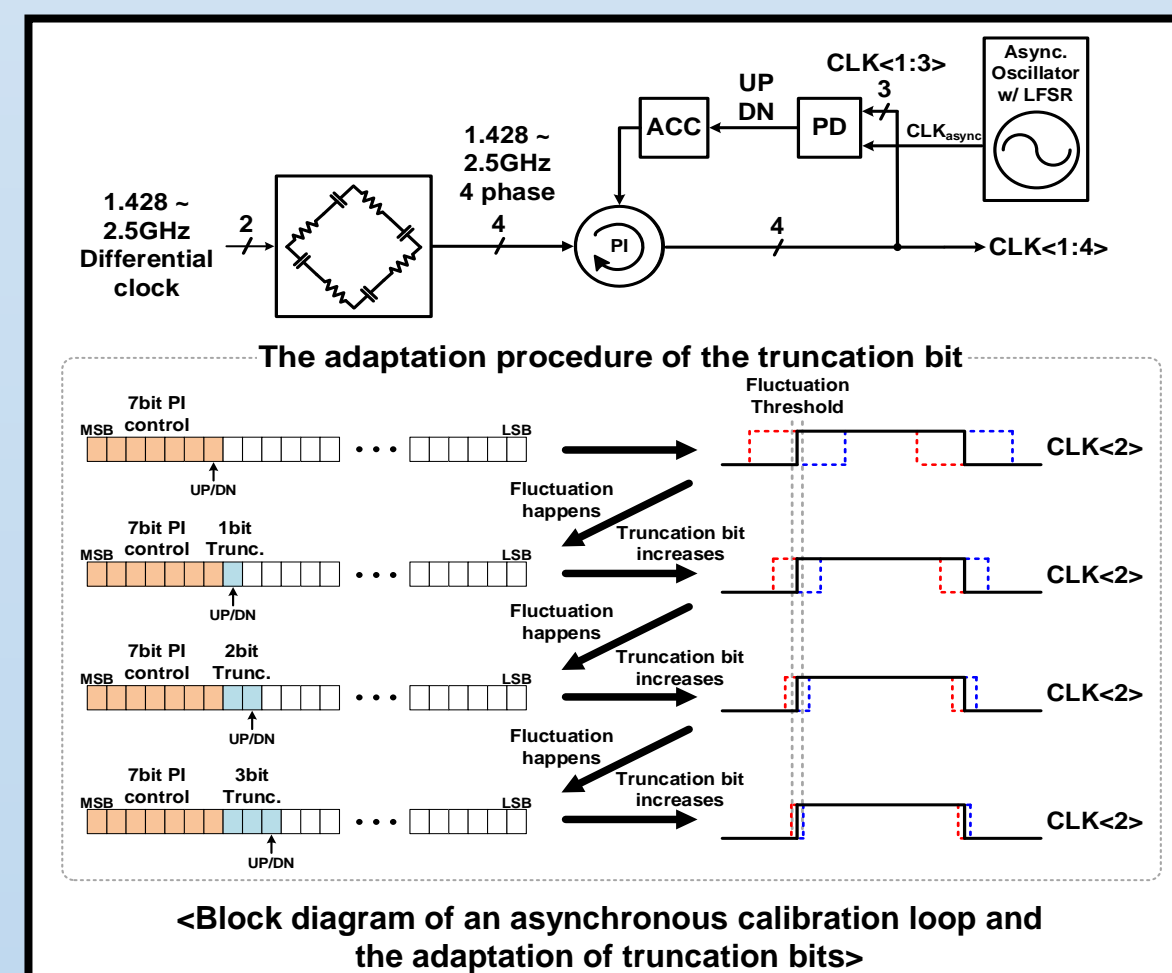 Async.
Oscillator
w/ LFSR
CLK<1:3>
3
UP
DN
ACC
PD
CLKasync
1.428 ~
2.5GHz
4 phase
4
1.428 ~
2.5GHz
Differential
clock
2
PI
4
CLK<1:4>
The adaptation procedure of the truncation bit
Fluctuation
Threshold
7bit PI
control
MSB
LSB
UP/DN
CLK<2>
Fluctuation
happens
7bit PI
control
1bit
Trunc.
MSB
LSB
UP/DN
Truncation bit
increases
CLK<2>
Fluctuation
happens
7bit PI
control
2bit
Trunc.
MSB
LSB
UP/DN
Truncation bit
increases
CLK<2>
Fluctuation
happens
7bit PI
control
3bit
Trunc.
MSB
LSB
UP/DN
Truncation bit
increases
CLK<2>
<Block diagram of an asynchronous calibration loop and
the adaptation of truncation bits>